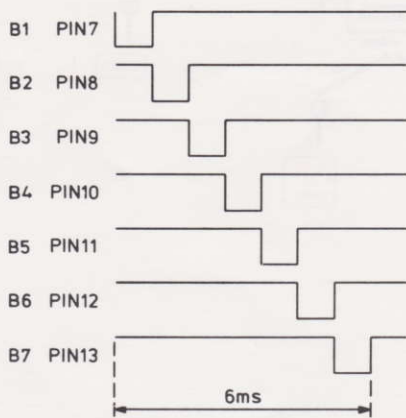 B1 PIN7
B2 PIN8
B3 PIN9
B4 PIN10
B5 PIN11
B6 PIN12
B7 PIN13
6ms